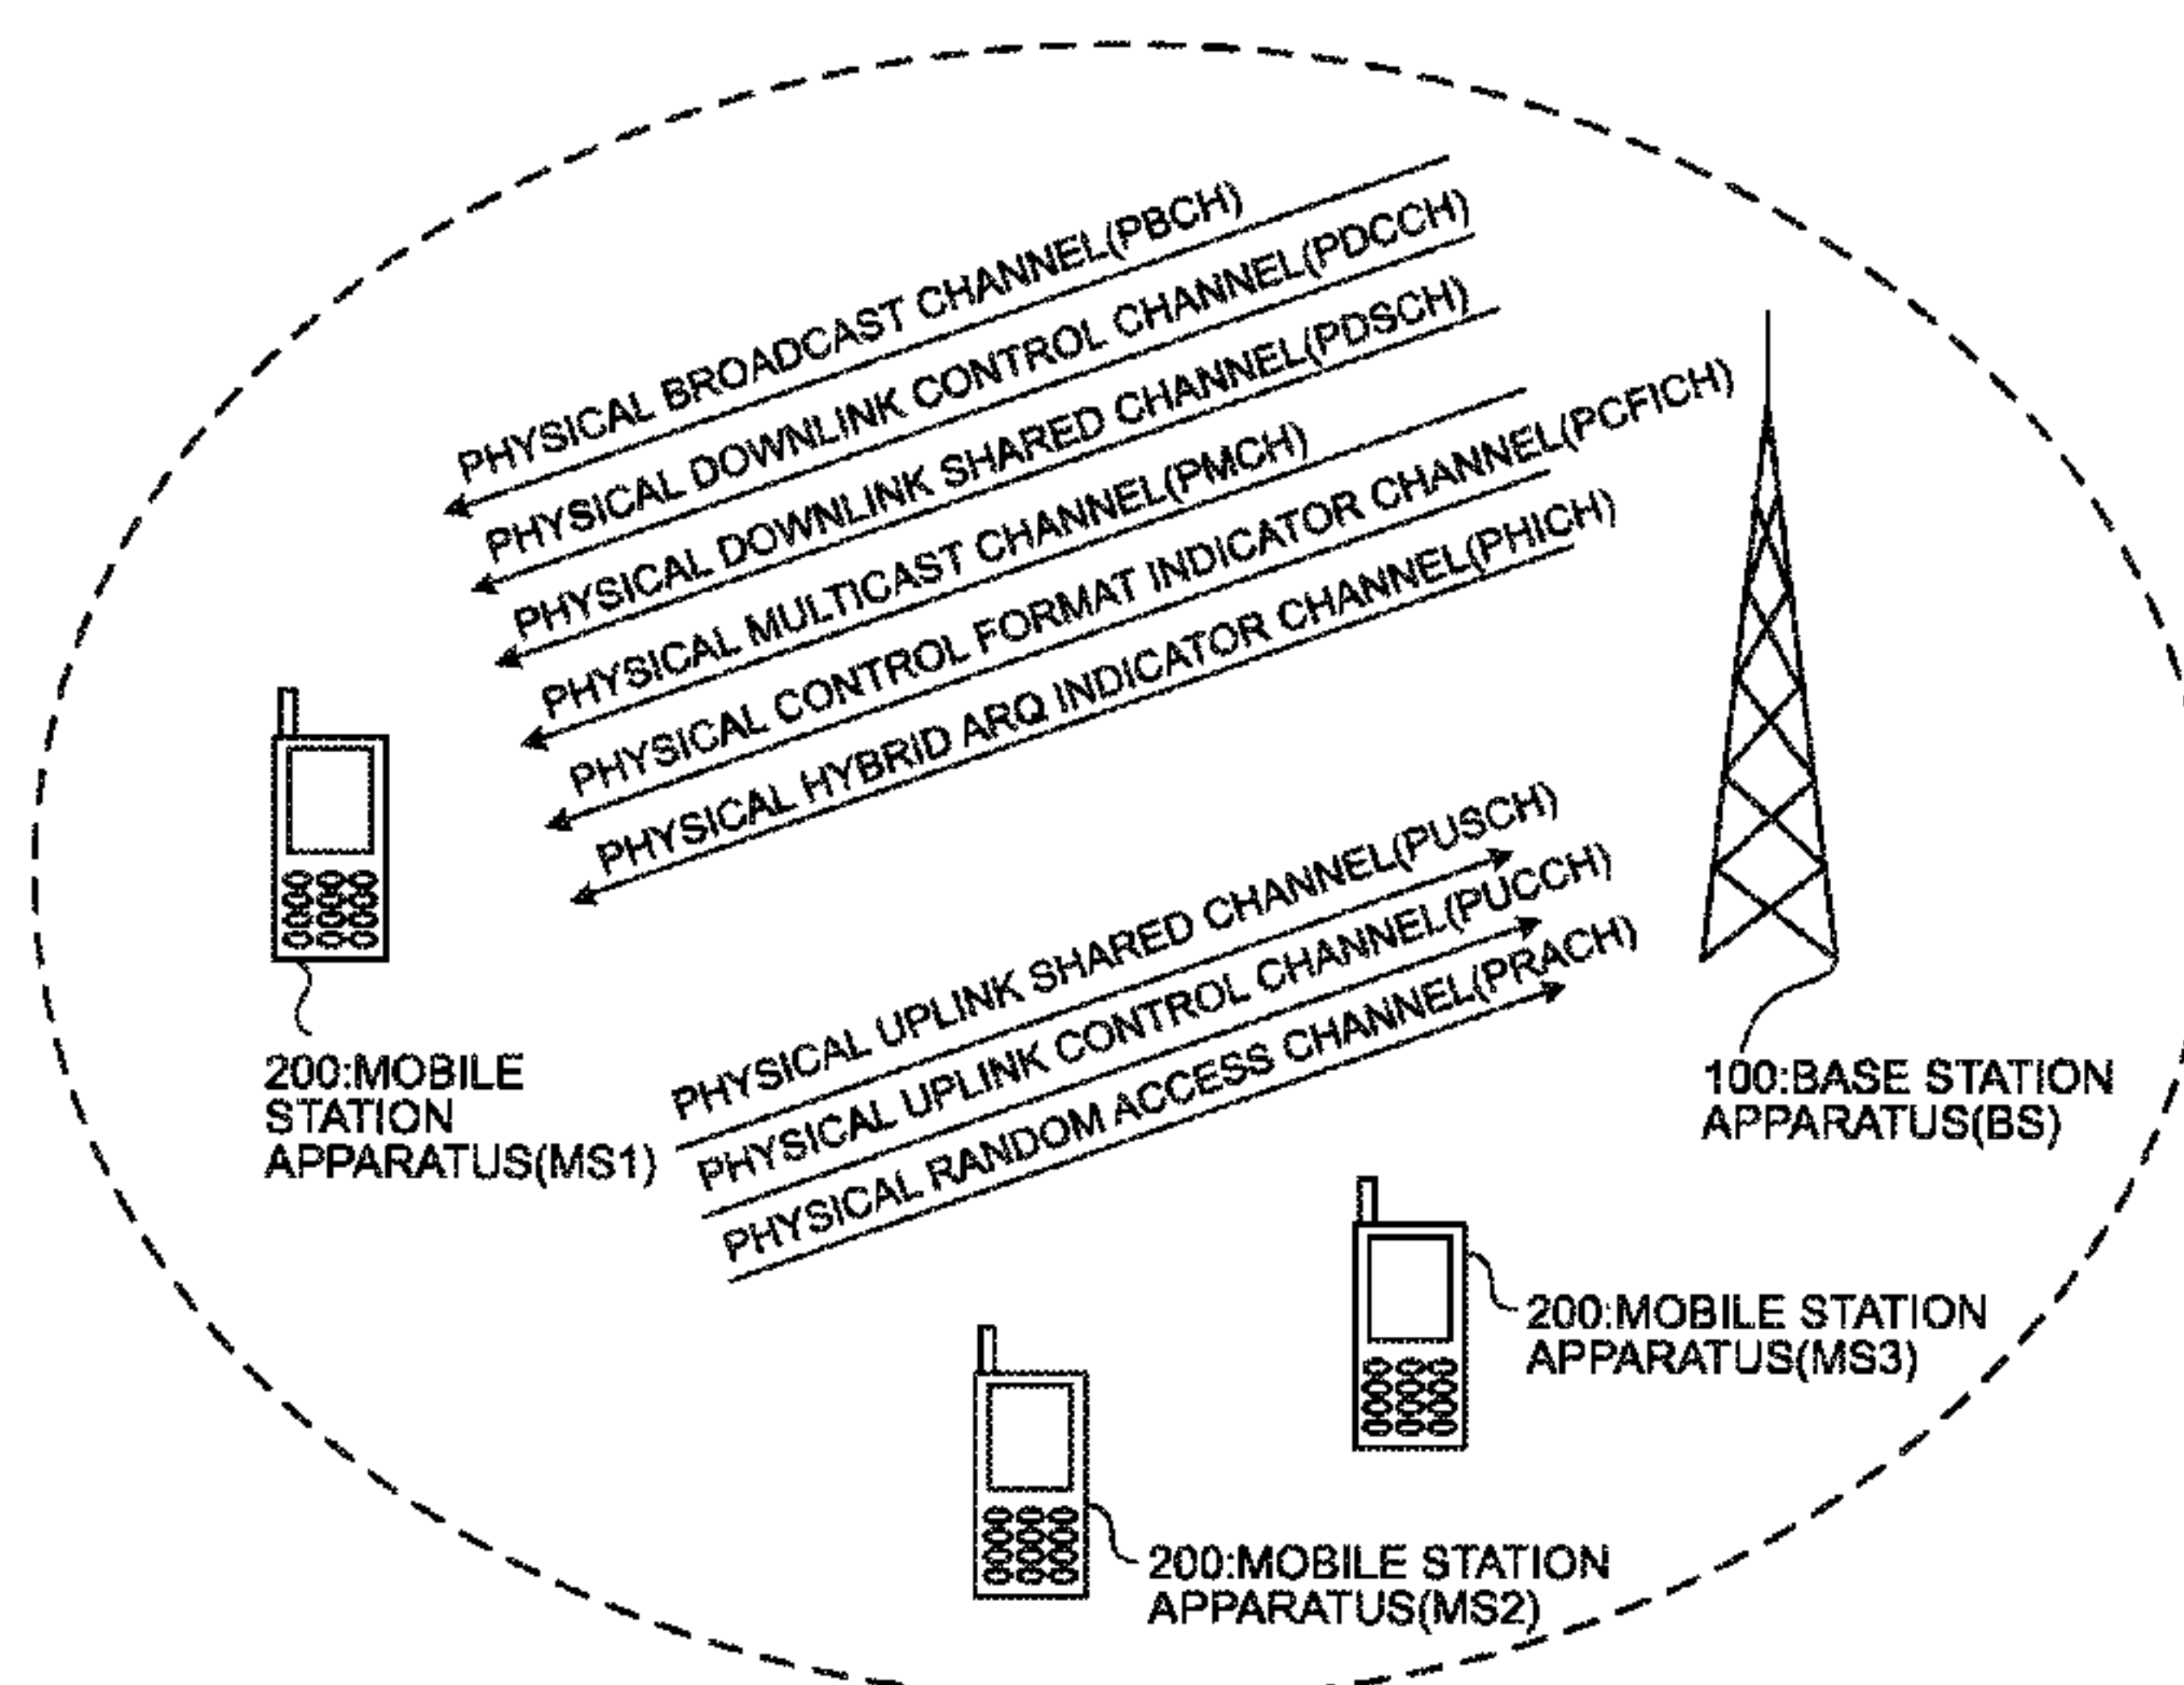 PHYSICAL BROADCAST CHANNEL(PBCH)
PHYSICAL DOWNLINK CONTROL CHANNEL(PDCCH)
PHYSICAL DOWNLINK SHARED CHANNEL(PDSCH)
PHYSICAL MULTICAST CHANNEL(PMCH)
PHYSICAL CONTROL FORMAT INDICATOR CHANNEL(PCFICH)
PHYSICAL HYBRID ARQ INDICATOR CHANNEL(PHICH)
PHYSICAL UPLINK SHARED CHANNEL(PUSCH)
PHYSICAL UPLINK CONTROL CHANNEL(PUCCH)
PHYSICAL RANDOM ACCESS CHANNEL(PRACH)
200:MOBILE
STATION
APPARATUS(MS1)
100:BASE STATION
APPARATUS(BS)
200:MOBILE STATION
APPARATUS(MS3)
200:MOBILE STATION
APPARATUS(MS2)